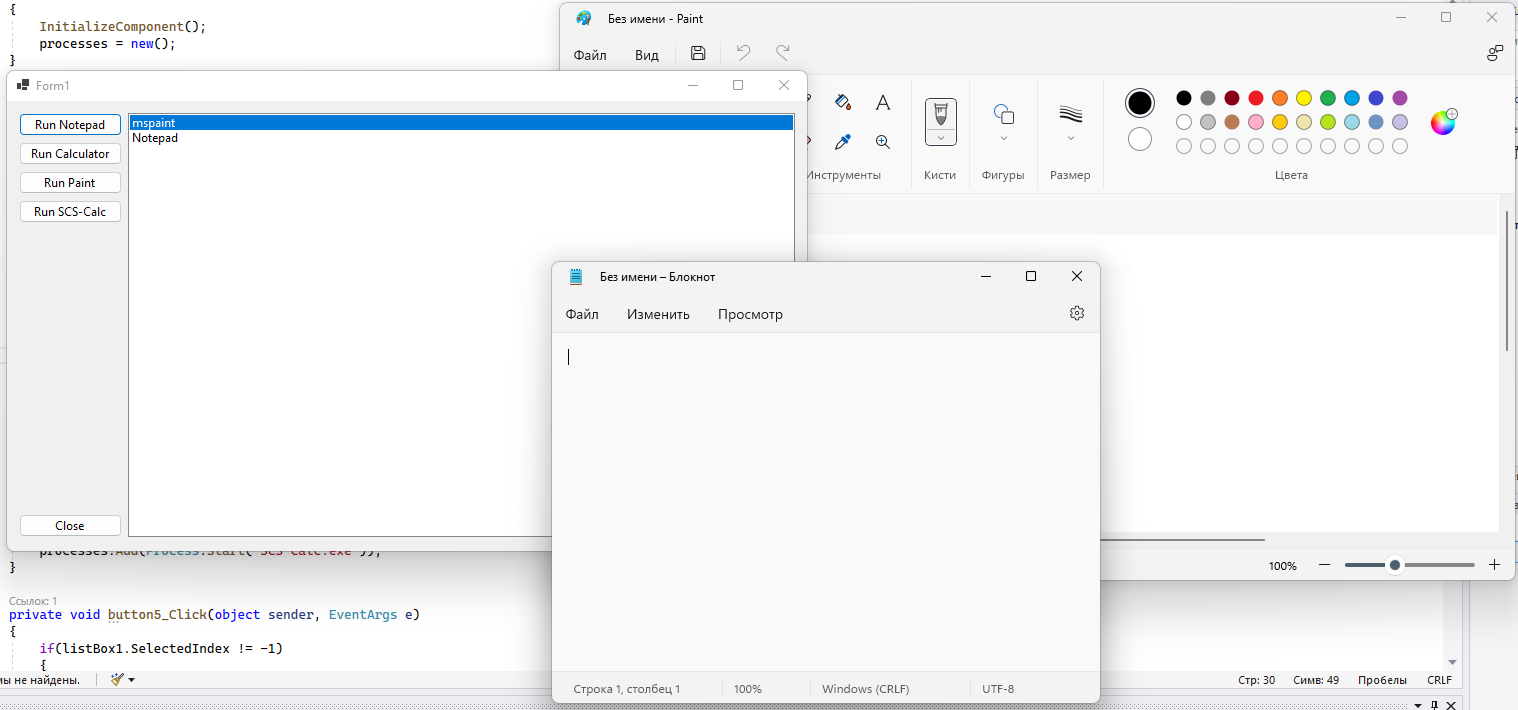 {
InitializeComponent();
processes = new();
}
Без имени - Paint
Файл
Вид
Form1
Run Notepad
Run Calculator
Run Paint
Run SCS-Calc
Close
mspaint
Notepad
Инструменты
Кисти
Фигуры
Размер
Цвета
Без имени – Блокнот
Файл
Изменить
Просмотр
Строка 1, столбец 1
100%
Windows (CRLF)
UTF-8
100%
processes.Add(Process.Start("SCS-Calc.exe"));
}
Ссылок: 1
private void button5_Click(object sender, EventArgs e)
{
if(listBox1.SelectedIndex != -1)
{
не найдены.
Стр: 30
Симв: 49
Пробелы
CRLF